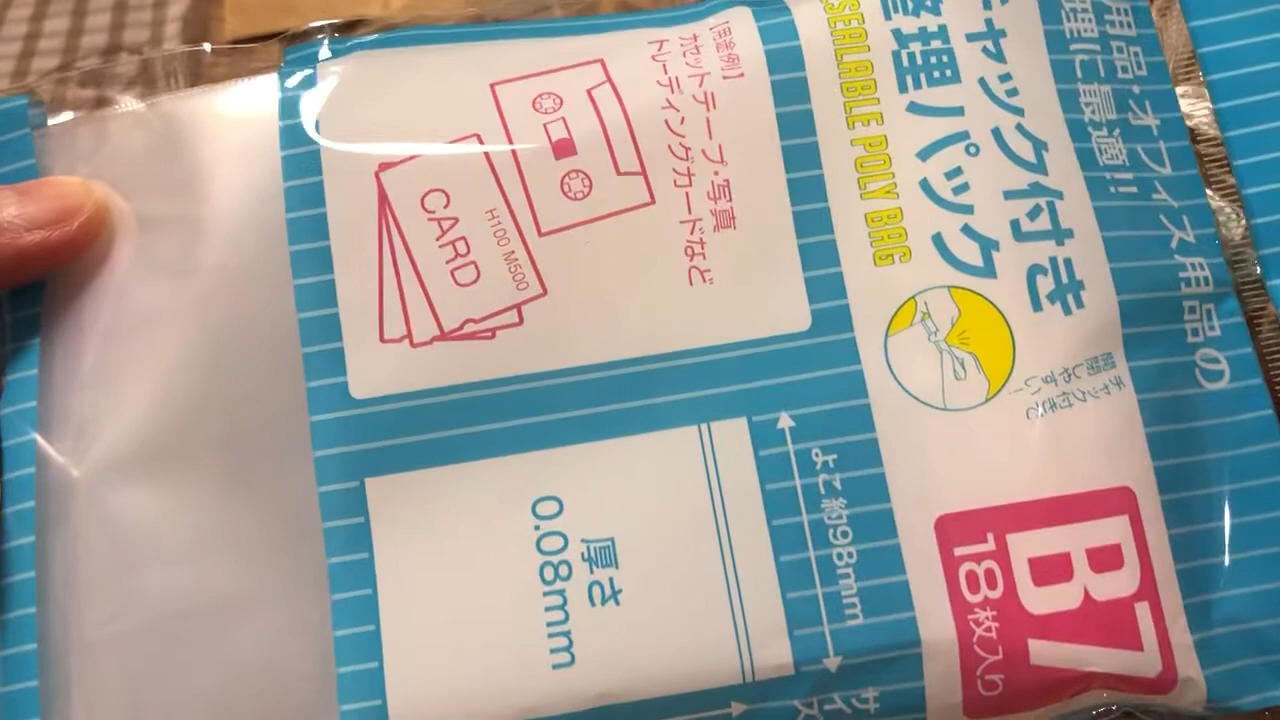 用品・オフィス用品の
理に最適!!
チャック付き
整理パック
SEALABLE POLY BAG
チャック付きで
開閉しやすい!
B7
18枚入り
【用途例】
カセットテープ・写真
トレーディングカードなど
H100 M500
CARD
よこ約98mm
厚さ
0.08mm
サイズ